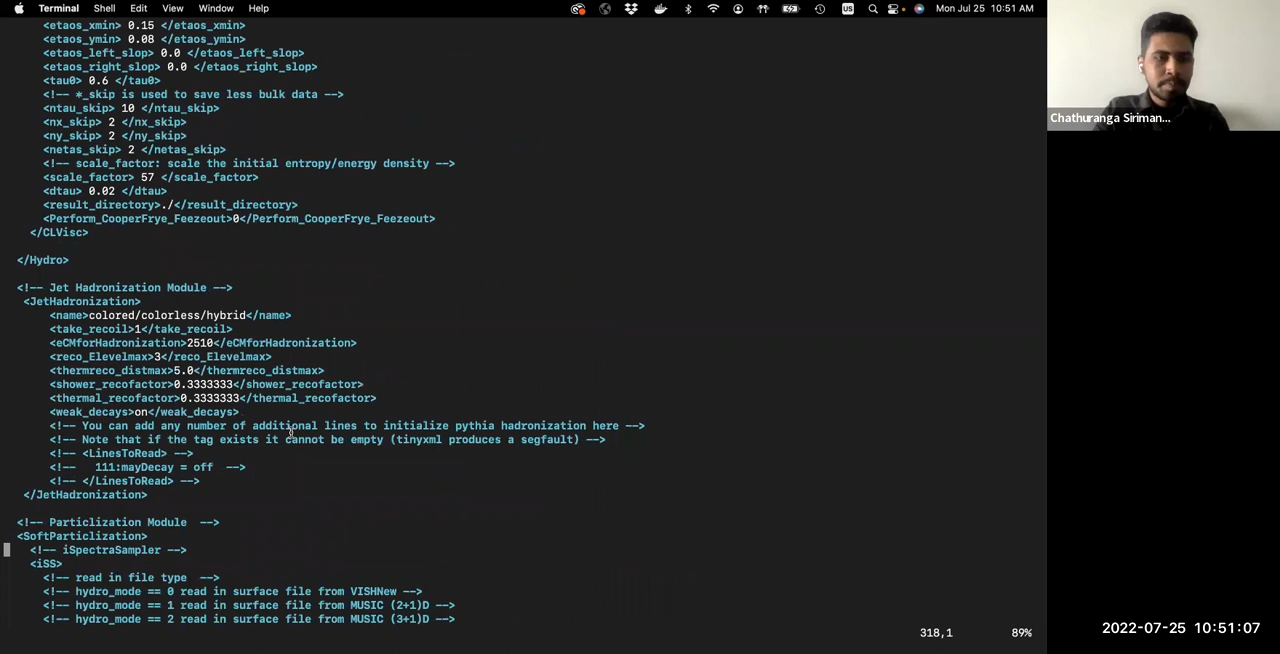 Terminal Shell Edit View Window Help US Mon Jul 25 10:51 AM
<etaos_xmin> 0.15 </etaos_xmin>
<etaos_ymin> 0.08 </etaos_ymin>
<etaos_left_slop> 0.0 </etaos_left_slop>
<etaos_right_slop> 0.0 </etaos_right_slop>
<tau0> 0.6 </tau0>
<!-- *_skip is used to save less bulk data -->
<ntau_skip> 10 </ntau_skip>
<nx_skip> 2 </nx_skip>
<ny_skip> 2 </ny_skip>
<netas_skip> 2 </netas_skip>
<!-- scale_factor: scale the initial entropy/energy density -->
<scale_factor> 57 </scale_factor>
<dtau> 0.02 </dtau>
<result_directory>./</result_directory>
<Perform_CooperFrye_Feezeout>0</Perform_CooperFrye_Feezeout>
</CLVisc>
</Hydro>
<!-- Jet Hadronization Module -->
<JetHadronization>
<name>colored/colorless/hybrid</name>
<take_recoil>1</take_recoil>
<eCMforHadronization>2510</eCMforHadronization>
<reco_Elevelmax>3</reco_Elevelmax>
<thermreco_distmax>5.0</thermreco_distmax>
<shower_recofactor>0.3333333</shower_recofactor>
<thermal_recofactor>0.3333333</thermal_recofactor>
<weak_decays>on</weak_decays>
<!-- You can add any number of additional lines to initialize pythia hadronization here -->
<!-- Note that if the tag exists it cannot be empty (tinyxml produces a segfault) -->
<!-- <LinesToRead> -->
<!-- 111:mayDecay = off -->
<!-- </LinesToRead> -->
</JetHadronization>
<!-- Particlization Module -->
<SoftParticlization>
<!-- iSpectraSampler -->
<iSS>
<!-- read in file type -->
<!-- hydro_mode == 0 read in surface file from VISHNew -->
<!-- hydro_mode == 1 read in surface file from MUSIC (2+1)D -->
<!-- hydro_mode == 2 read in surface file from MUSIC (3+1)D -->
318,1 89%
Chathuranga Siriman...
2022-07-25 10:51:07